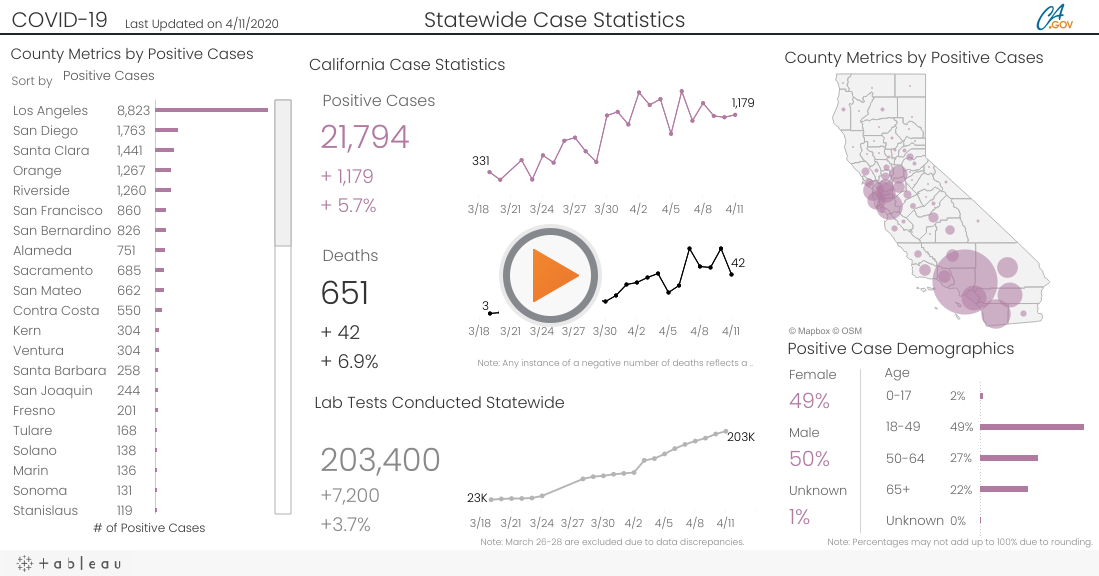 COVID-19 Last Updated on 4/11/2020
Statewide Case Statistics
CA.GOV
County Metrics by Positive Cases
Sort by Positive Cases
Los Angeles 8,823
San Diego 1,763
Santa Clara 1,441
Orange 1,267
Riverside 1,260
San Francisco 860
San Bernardino 826
Alameda 751
Sacramento 685
San Mateo 662
Contra Costa 550
Kern 304
Ventura 304
Santa Barbara 258
San Joaquin 244
Fresno 201
Tulare 168
Solano 138
Marin 136
Sonoma 131
Stanislaus 119
# of Positive Cases
California Case Statistics
Positive Cases
21,794
+ 1,179
+ 5.7%
331
1,179
3/18 3/21 3/24 3/27 3/30 4/2 4/5 4/8 4/11
Deaths
651
+ 42
+ 6.9%
3
42
3/18 3/21 3/24 3/27 3/30 4/2 4/5 4/8 4/11
Note: Any instance of a negative number of deaths reflects a ..
Lab Tests Conducted Statewide
203,400
+7,200
+3.7%
23K
203K
3/18 3/21 3/24 3/27 3/30 4/2 4/5 4/8 4/11
Note: March 26-28 are excluded due to data discrepancies.
County Metrics by Positive Cases
© Mapbox © OSM
Positive Case Demographics
Female
49%
Male
50%
Unknown
1%
Age
0-17 2%
18-49 49%
50-64 27%
65+ 22%
Unknown 0%
Note: Percentages may not add up to 100% due to rounding.
+ableau